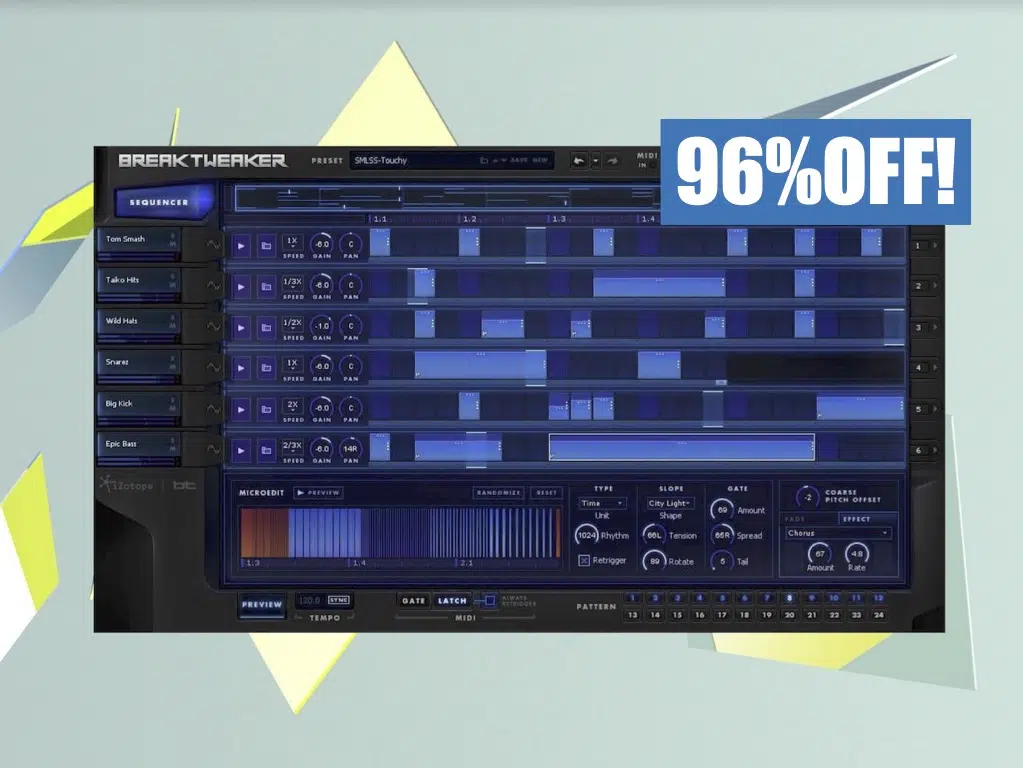 96%OFF!
BREAKTWEAKER PRESET SMLSS-Touchy SAVE NEW MIDI IN
SEQUENCER
1.1 1.2 1.3 1.4
Tom Smash S M 1X SPEED -6.0 GAIN C PAN 1
Taiko Hits S M 1/3X SPEED -6.0 GAIN C PAN 2
Wild Hats S M 1/2X SPEED -1.0 GAIN C PAN 3
Snarez S M 1X SPEED -6.0 GAIN C PAN 4
Big Kick S M 2X SPEED -6.0 GAIN C PAN 5
Epic Bass S M 2/3X SPEED -6.0 GAIN 14R PAN 6
iZotope bt
MICROEDIT PREVIEW RANDOMIZE RESET
1.3 1.4 2.1
TYPE SLOPE GATE
Time City Light 69 Amount
Unit Shape
1024 Rhythm 66L Tension 66R Spread
Retrigger 89 Rotate 5 Tail
-2 COARSE PITCH OFFSET
FADE EFFECT
Chorus
67 4.8
Amount Rate
PREVIEW 120.0 SYNC TEMPO
GATE LATCH ALWAYS RETRIGGER
MIDI
PATTERN 1 2 3 4 5 6 7 8 9 10 11 12
13 14 15 16 17 18 19 20 21 22 23 24